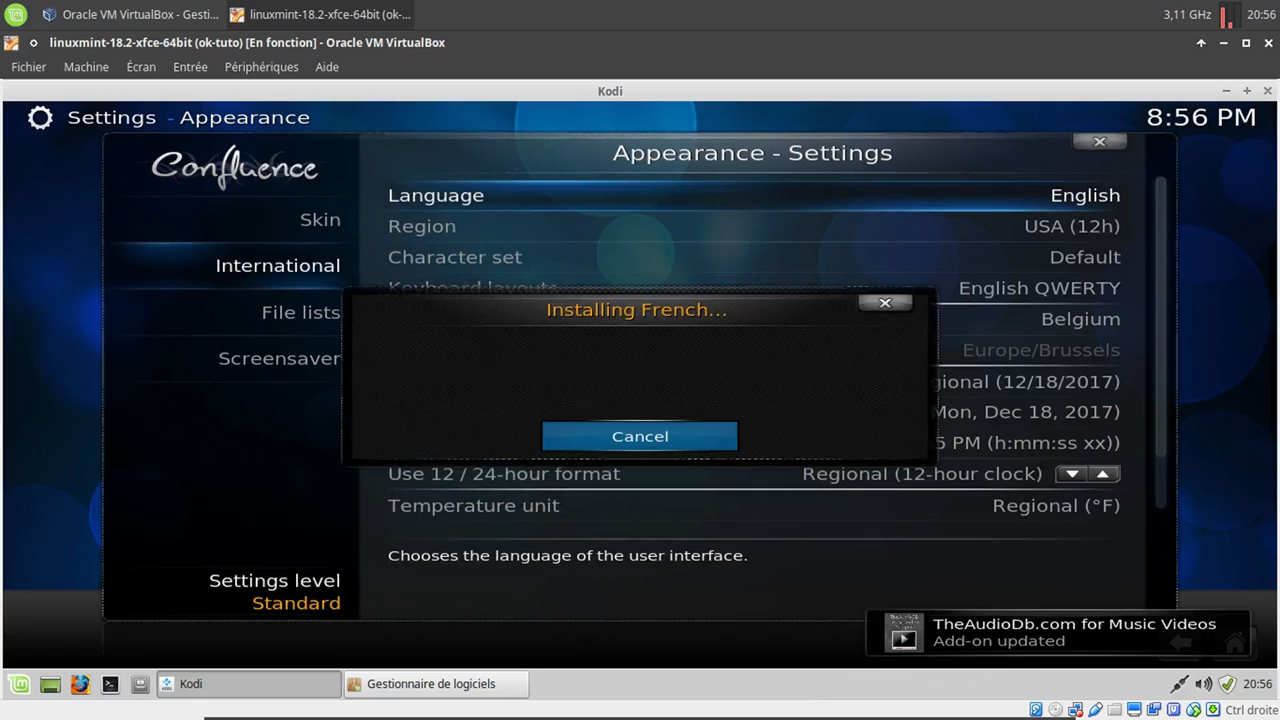 Oracle VM VirtualBox - Gesti...
linuxmint-18.2-xfce-64bit (ok-...
3,11 GHz
20:56
linuxmint-18.2-xfce-64bit (ok-tuto) [En fonction] - Oracle VM VirtualBox
Fichier Machine Écran Entrée Périphériques Aide
Kodi
Settings - Appearance
8:56 PM
Confluence
Appearance - Settings
Skin
International
File lists
Screensaver
Language English
Region USA (12h)
Character set Default
Keyboard layouts English QWERTY
Belgium
Europe/Brussels
gional (12/18/2017)
Mon, Dec 18, 2017)
5 PM (h:mm:ss xx))
Installing French...
Cancel
Use 12 / 24-hour format Regional (12-hour clock)
Temperature unit Regional (°F)
Chooses the language of the user interface.
Settings level
Standard
TheAudioDb.com for Music Videos
Add-on updated
Kodi
Gestionnaire de logiciels
20:56
Ctrl droite